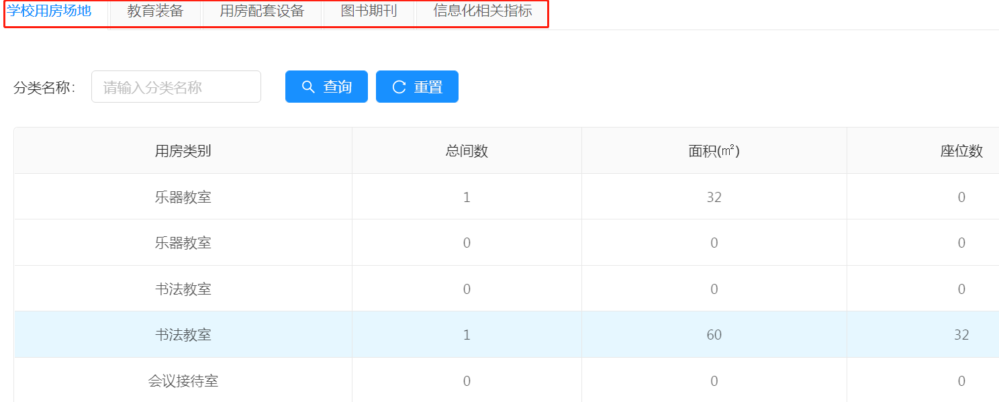 学校用房场地 教育装备 用房配套设备 图书期刊 信息化相关指标
分类名称: 请输入分类名称 查询 重置
用房类别 总间数 面积(㎡) 座位数
乐器教室 1 32 0
乐器教室 0 0 0
书法教室 0 0 0
书法教室 1 60 32
会议接待室 0 0 0